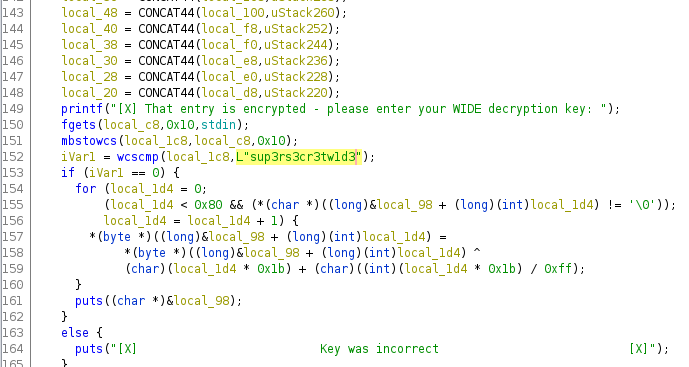 143 local_48 = CONCAT44(local_100,uStack260);
144 local_40 = CONCAT44(local_f8,uStack252);
145 local_38 = CONCAT44(local_f0,uStack244);
146 local_30 = CONCAT44(local_e8,uStack236);
147 local_28 = CONCAT44(local_e0,uStack228);
148 local_20 = CONCAT44(local_d8,uStack220);
149 printf("[X] That entry is encrypted - please enter your WIDE decryption key: ");
150 fgets(local_c8,0x10,stdin);
151 mbstowcs(local_1c8,local_c8,0x10);
152 iVar1 = wcscmp(local_1c8,L"sup3rs3cr3tw1d3");
153 if (iVar1 == 0) {
154 for (local_1d4 = 0;
155 (local_1d4 < 0x80 && (*(char *)((long)&local_98 + (long)(int)local_1d4) != '\0'));
156 local_1d4 = local_1d4 + 1) {
157 *(byte *)((long)&local_98 + (long)(int)local_1d4) =
158 *(byte *)((long)&local_98 + (long)(int)local_1d4) ^
159 (char)(local_1d4 * 0x1b) + (char)((int)(local_1d4 * 0x1b) / 0xff);
160 }
161 puts((char *)&local_98);
162 }
163 else {
164 puts("[X] Key was incorrect [X]");
165 }